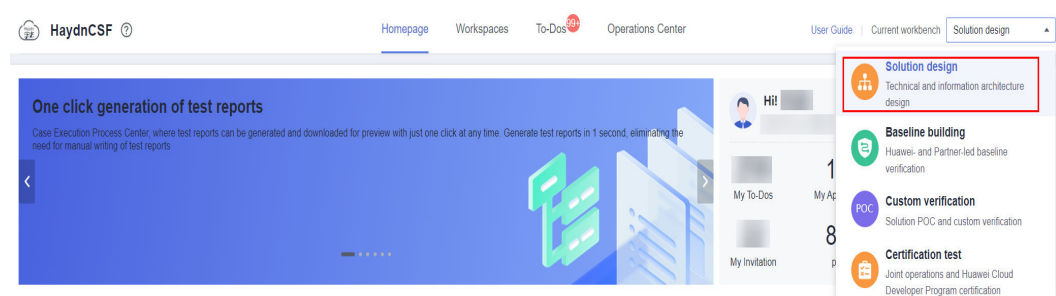 HaydnCSF ?
Homepage
Workspaces
To-Dos 99+
Operations Center
User Guide | Current workbench Solution design
Solution design
Technical and information architecture
design
Baseline building
Huawei- and Partner-led baseline
verification
POC
Custom verification
Solution POC and custom verification
Certification test
Joint operations and Huawei Cloud
Developer Program certification
One click generation of test reports
Case Execution Process Center, where test reports can be generated and downloaded for preview with just one click at any time. Generate test reports in 1 second, eliminating the
need for manual writing of test reports
Hi!
My To-Dos
1
My Ap
My Invitation
8
p